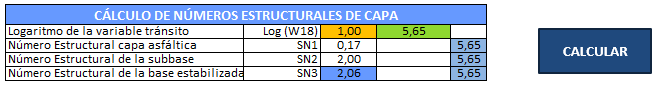 CÁLCULO DE NÚMEROS ESTRUCTURALES DE CAPA
Logaritmo de la variable tránsito Log (W18) 1,00 5,65
Número Estructural capa asfáltica SN1 0,17 5,65
Número Estructural de la subbase SN2 2,00 5,65
Número Estructural de la base estabilizada SN3 2,06 5,65
CALCULAR